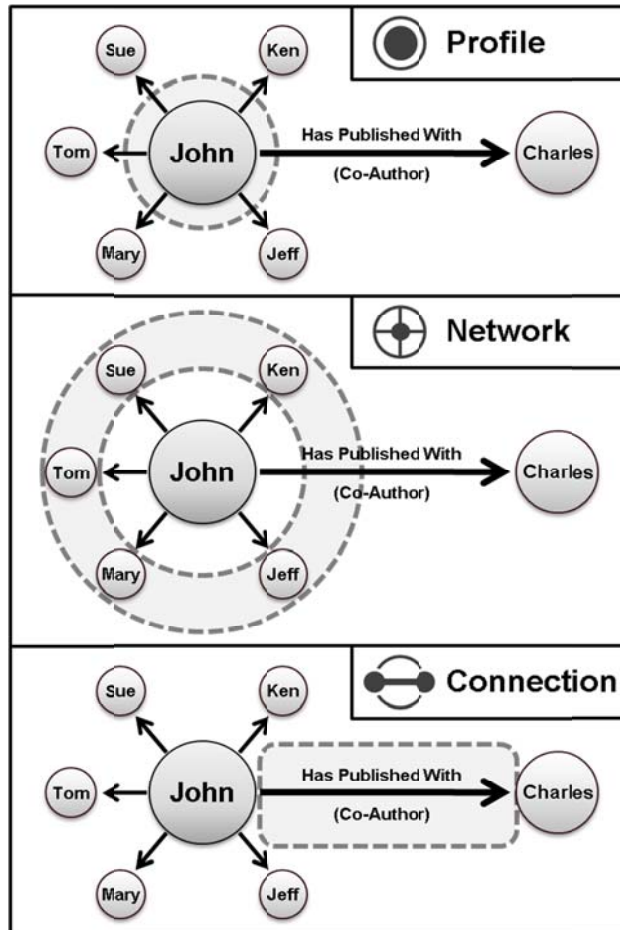 Profile
Sue
Ken
Tom
John
Has Published With
(Co-Author)
Charles
Mary
Jeff
Network
Sue
Ken
Tom
John
Has Published With
(Co-Author)
Charles
Mary
Jeff
Connection
Sue
Ken
Tom
John
Has Published With
(Co-Author)
Charles
Mary
Jeff